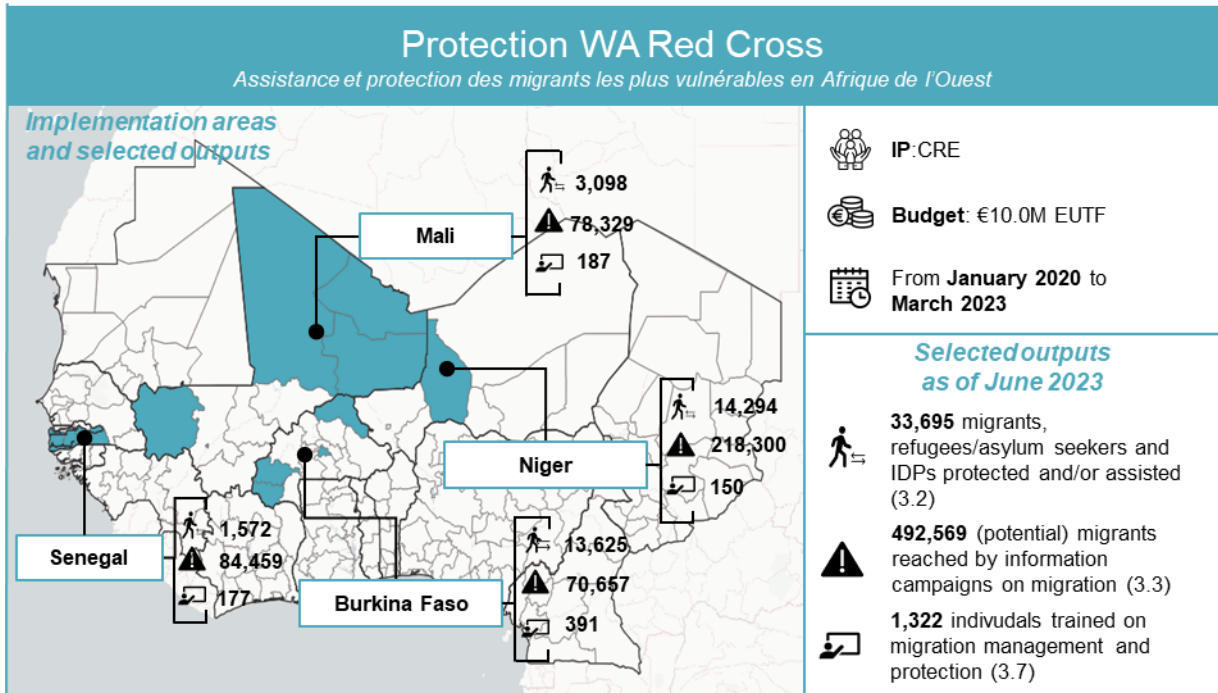 Protection WA Red Cross
Assistance et protection des migrants les plus vulnérables en Afrique de l'Ouest
Implementation areas
and selected outputs
Mali
3,098
78,329
187
Niger
14,294
218,300
150
Senegal
1,572
84,459
177
Burkina Faso
13,625
70,657
391
IP:CRE
Budget: €10.0M EUTF
From January 2020 to
March 2023
Selected outputs
as of June 2023
33,695 migrants,
refugees/asylum seekers and
IDPs protected and/or assisted
(3.2)
492,569 (potential) migrants
reached by information
campaigns on migration (3.3)
1,322 indivudals trained on
migration management and
protection (3.7)